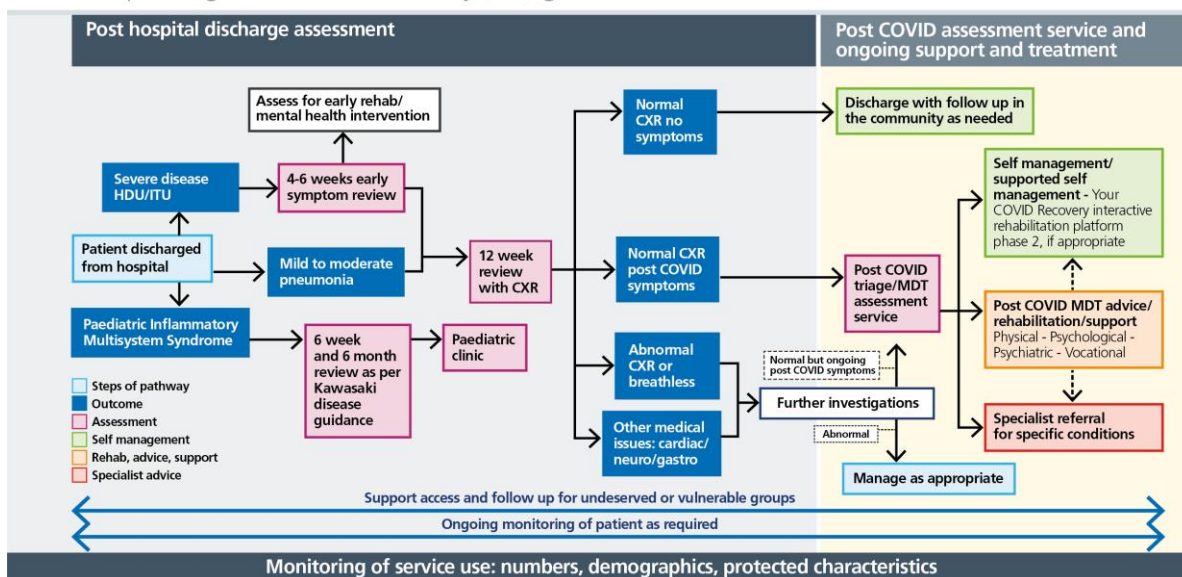 Post hospital discharge assessment
Post COVID assessment service and
ongoing support and treatment
Assess for early rehab/
mental health intervention
Normal
CXR no
symptoms
Discharge with follow up in
the community as needed
Severe disease
HDU/ITU
4-6 weeks early
symptom review
Self management/
supported self
management - Your
COVID Recovery interactive
rehabilitation platform
phase 2, if appropriate
Patient discharged
from hospital
Mild to moderate
pneumonia
12 week
review
with CXR
Normal CXR
post COVID
symptoms
Post COVID
triage/MDT
assessment
service
Post COVID MDT advice/
rehabilitation/support
Physical - Psychological -
Psychiatric - Vocational
Paediatric Inflammatory
Multisystem Syndrome
6 week
and 6 month
review as per
Kawasaki
disease
guidance
Paediatric
clinic
Abnormal
CXR or
breathless
Normal but ongoing
post COVID symptoms
Further investigations
Other medical
issues: cardiac/
neuro/gastro
Abnormal
Specialist referral
for specific conditions
Manage as appropriate
Steps of pathway
Outcome
Assessment
Self management
Rehab, advice, support
Specialist advice
Support access and follow up for undeserved or vulnerable groups
Ongoing monitoring of patient as required
Monitoring of service use: numbers, demographics, protected characteristics